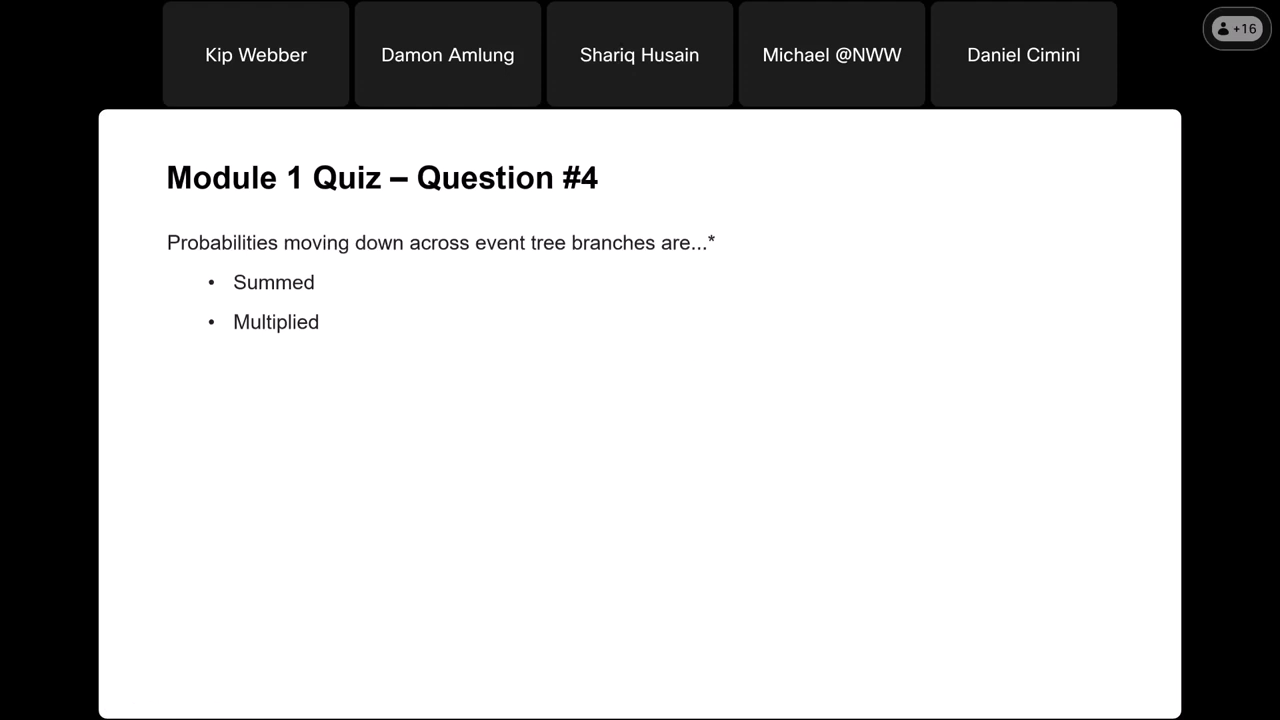 Kip Webber
Damon Amlung
Shariq Husain
Michael @NWW
Daniel Cimini
+16
Module 1 Quiz – Question #4
Probabilities moving down across event tree branches are...*
• Summed
• Multiplied